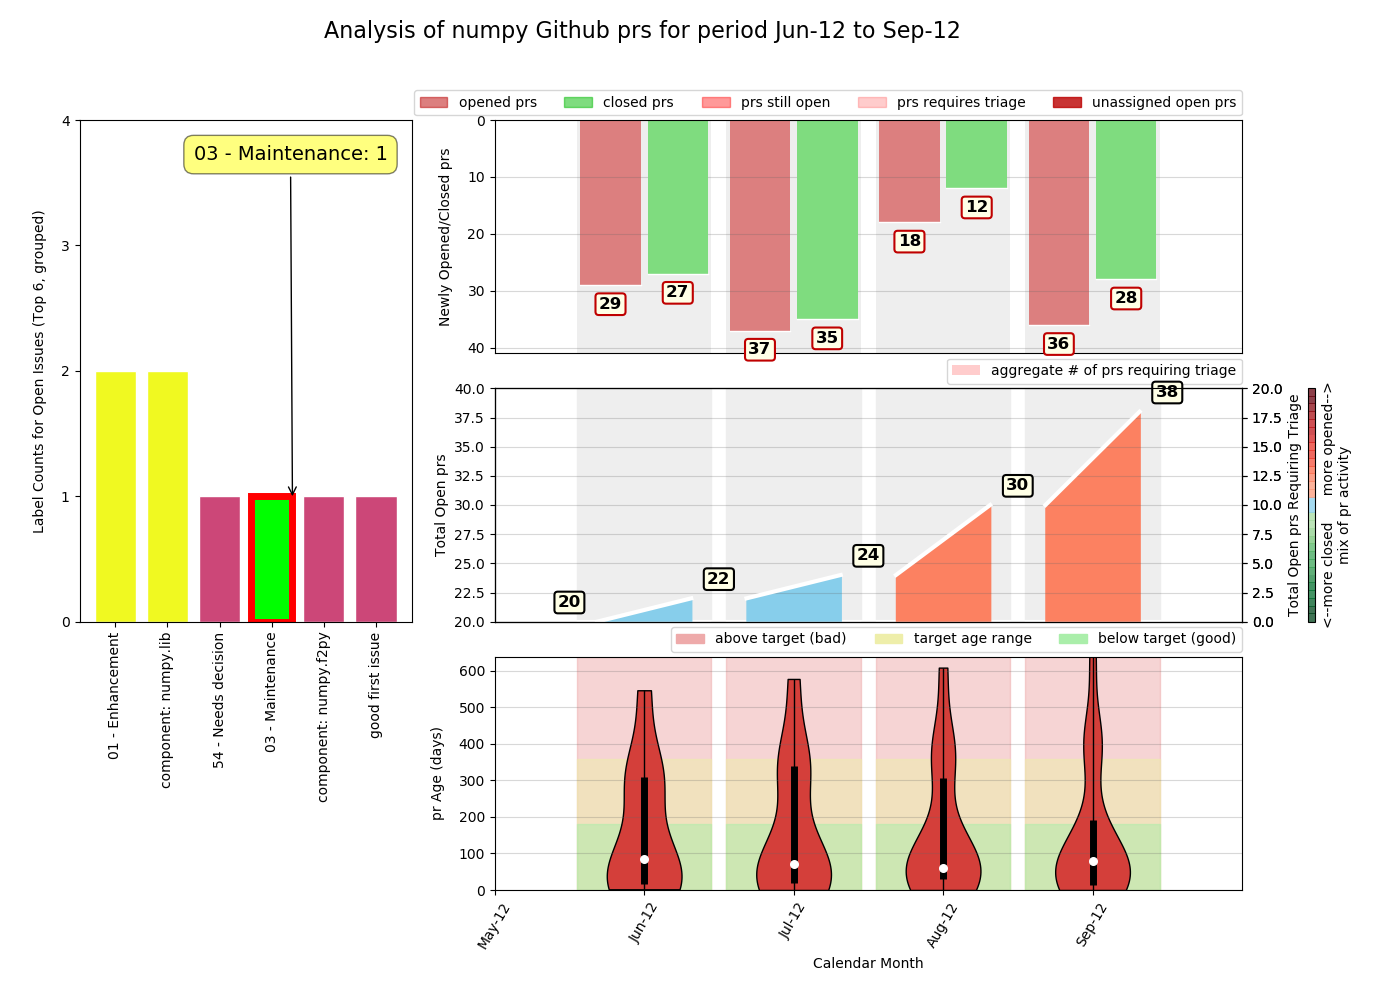 Analysis of numpy Github prs for period Jun-12 to Sep-12
opened prs closed prs prs still open prs requires triage unassigned open prs
Label Counts for Open Issues (Top 6, grouped)
4
3
2
1
0
03 - Maintenance: 1
01 - Enhancement
component: numpy.lib
54 - Needs decision
03 - Maintenance
component: numpy.f2py
good first issue
Newly Opened/Closed prs
0
10
20
30
40
29
27
37
35
18
12
36
28
aggregate # of prs requiring triage
Total Open prs
40.0
37.5
35.0
32.5
30.0
27.5
25.0
22.5
20.0
20
22
24
30
38
20.0
17.5
15.0
12.5
10.0
7.5
5.0
2.5
0.0
Total Open prs Requiring Triage
<--more closed more opened-->
mix of pr activity
above target (bad) target age range below target (good)
pr Age (days)
600
500
400
300
200
100
0
May-12
Jun-12
Jul-12
Aug-12
Sep-12
Calendar Month